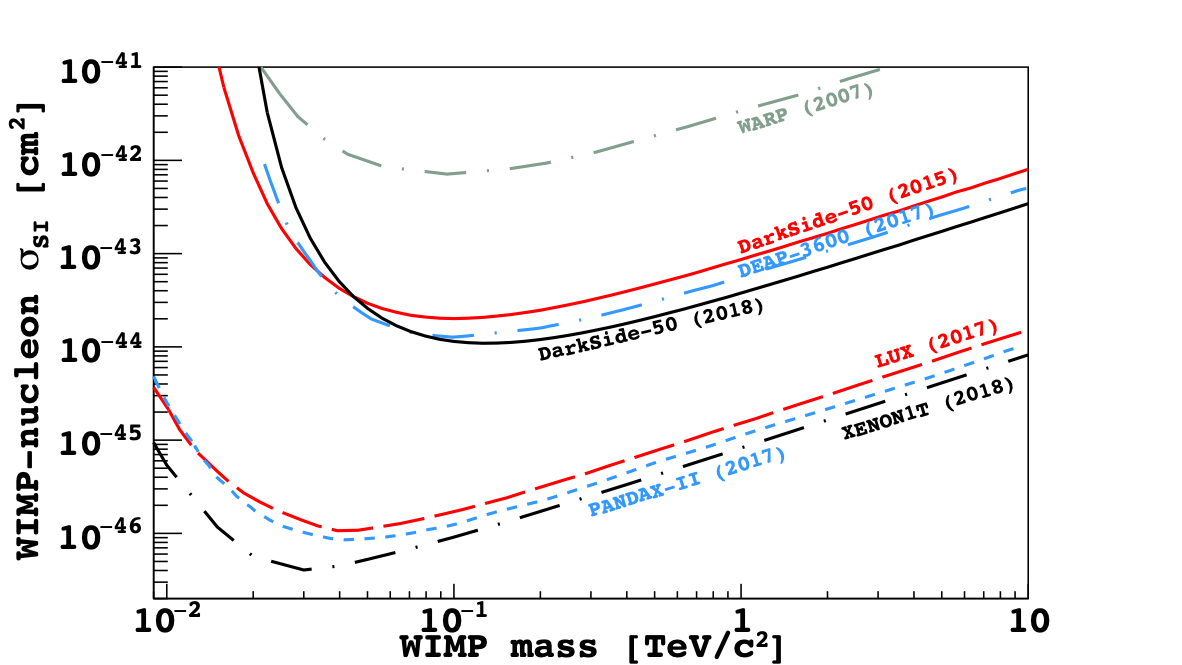 10−41
10−42
10−43
10−44
10−45
10−46
WIMP−nucleon σSI [cm2]
WARP (2007)
DarkSide−50 (2015)
DEAP−3600 (2017)
DarkSide−50 (2018)
LUX (2017)
XENON1T (2018)
PANDAX−II (2017)
10−2
10−1
1
10
WIMP mass [TeV/c2]